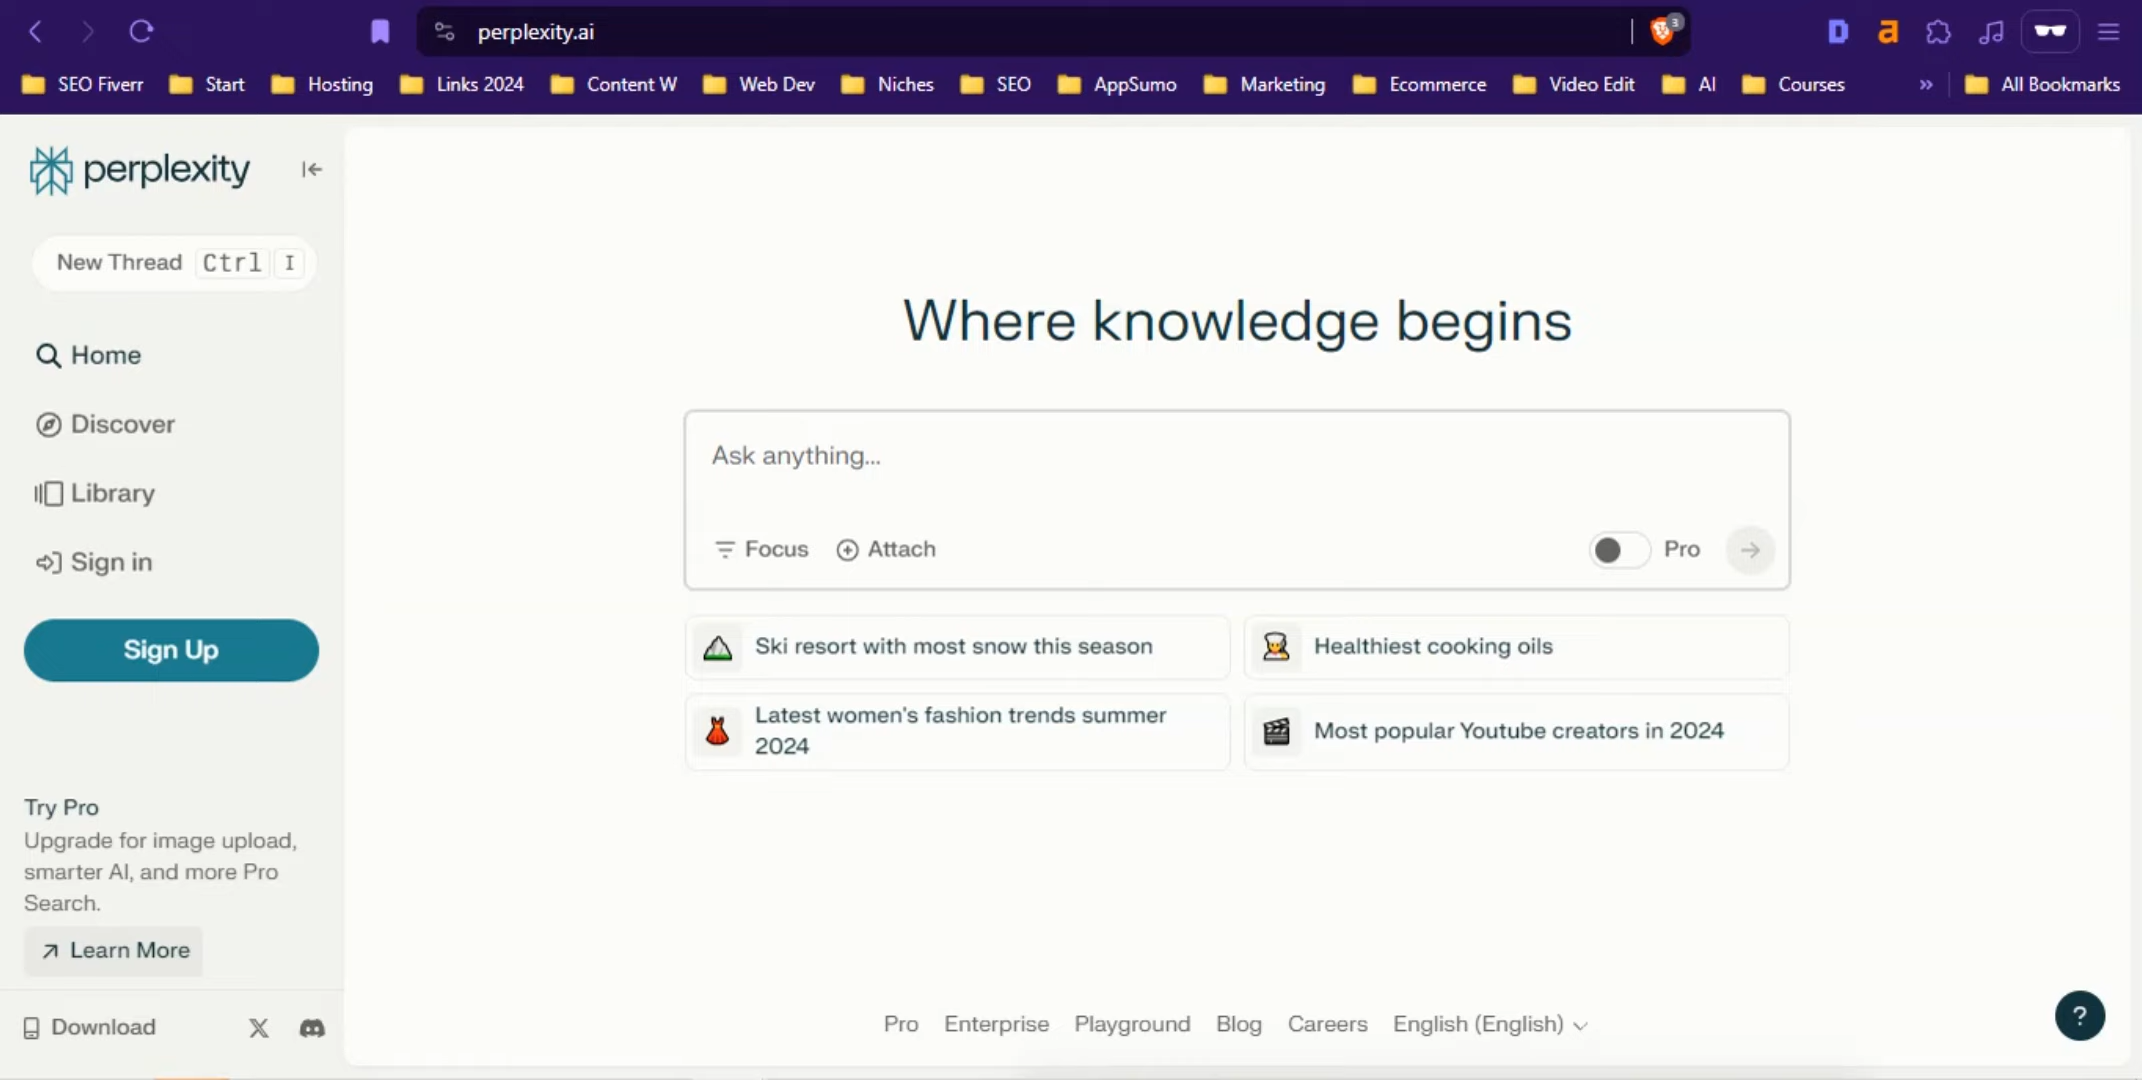 perplexity.ai
3
SEO Fiverr Start Hosting Links 2024 Content W Web Dev Niches SEO AppSumo Marketing Ecommerce Video Edit AI Courses » All Bookmarks
perplexity
New Thread Ctrl I
Home
Discover
Library
Sign in
Sign Up
Try Pro
Upgrade for image upload,
smarter AI, and more Pro
Search.
Learn More
Download
Where knowledge begins
Ask anything...
Focus Attach Pro
Ski resort with most snow this season
Healthiest cooking oils
Latest women's fashion trends summer
2024
Most popular Youtube creators in 2024
Pro Enterprise Playground Blog Careers English (English)
?